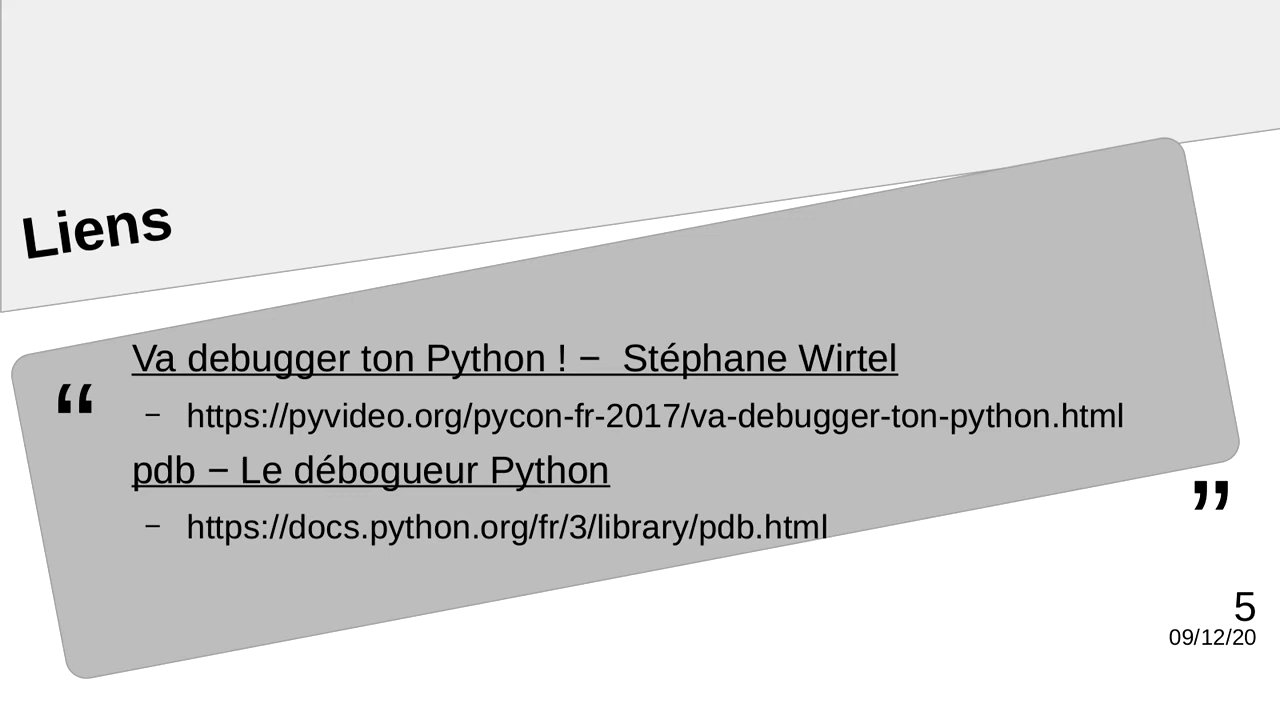 Liens
“
Va debugger ton Python ! –  Stéphane Wirtel
– https://pyvideo.org/pycon-fr-2017/va-debugger-ton-python.html
pdb – Le débogueur Python
– https://docs.python.org/fr/3/library/pdb.html
”
5
09/12/20